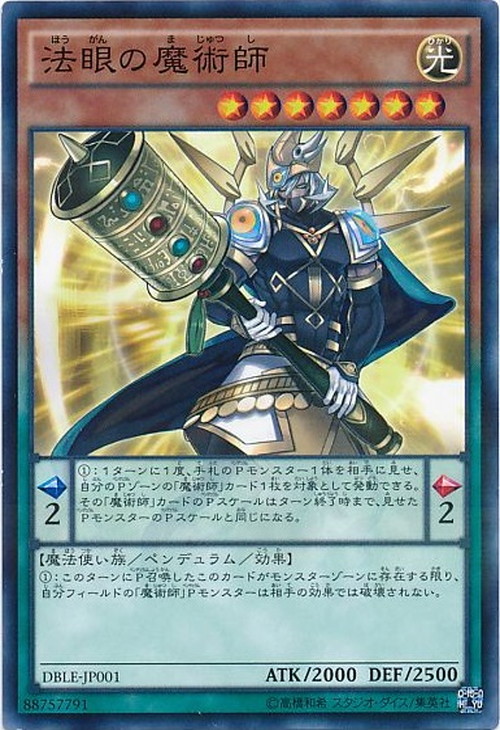 法眼の魔術師
光
2
①：1ターンに1度、手札のPモンスター1体を相手に見せ、
自分のPゾーンの「魔術師」カード1枚を対象として発動できる。
その「魔術師」カードのPスケールはターン終了時まで、見せた
PモンスターのPスケールと同じになる。
2
【魔法使い族／ペンデュラム／効果】
①：このターンにP召喚したこのカードがモンスターゾーンに存在する限り、
自分フィールドの「魔術師」Pモンスターは相手の効果では破壊されない。
DBLE-JP001
ATK/2000 DEF/2500
88757791
©高橋和希 スタジオ・ダイス/集英社